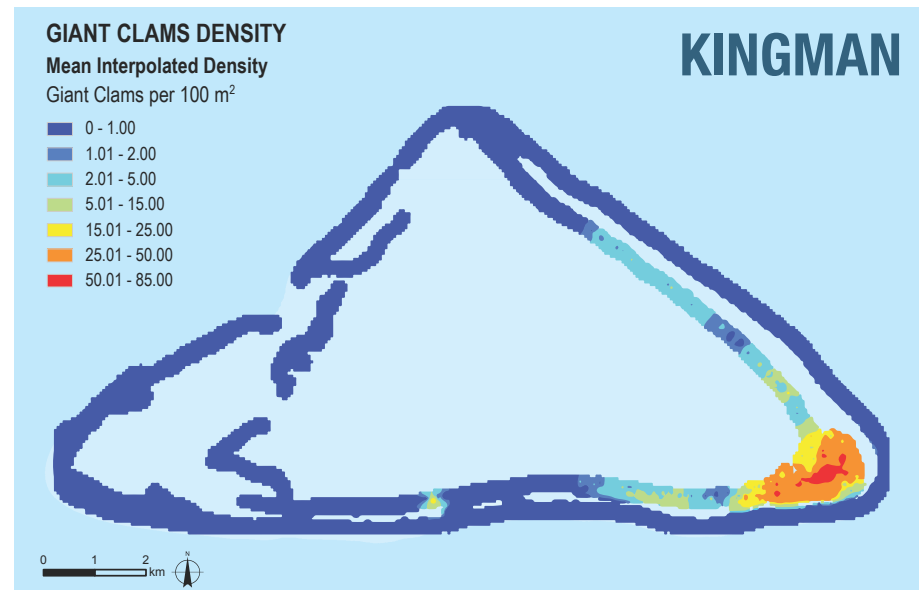 GIANT CLAMS DENSITY
KINGMAN
Mean Interpolated Density
Giant Clams per 100 m²
0 - 1.00
1.01 - 2.00
2.01 - 5.00
5.01 - 15.00
15.01 - 25.00
25.01 - 50.00
50.01 - 85.00
0 1 2
km
N